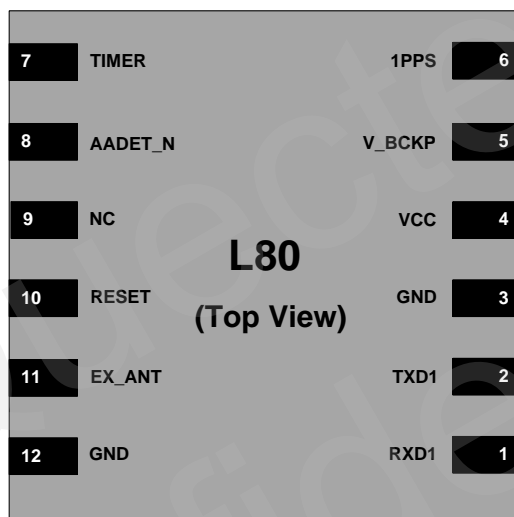 7 TIMER 1PPS 6
8 AADET_N V_BCKP 5
9 NC VCC 4
L80
10 RESET GND 3
(Top View)
11 EX_ANT TXD1 2
12 GND RXD1 1